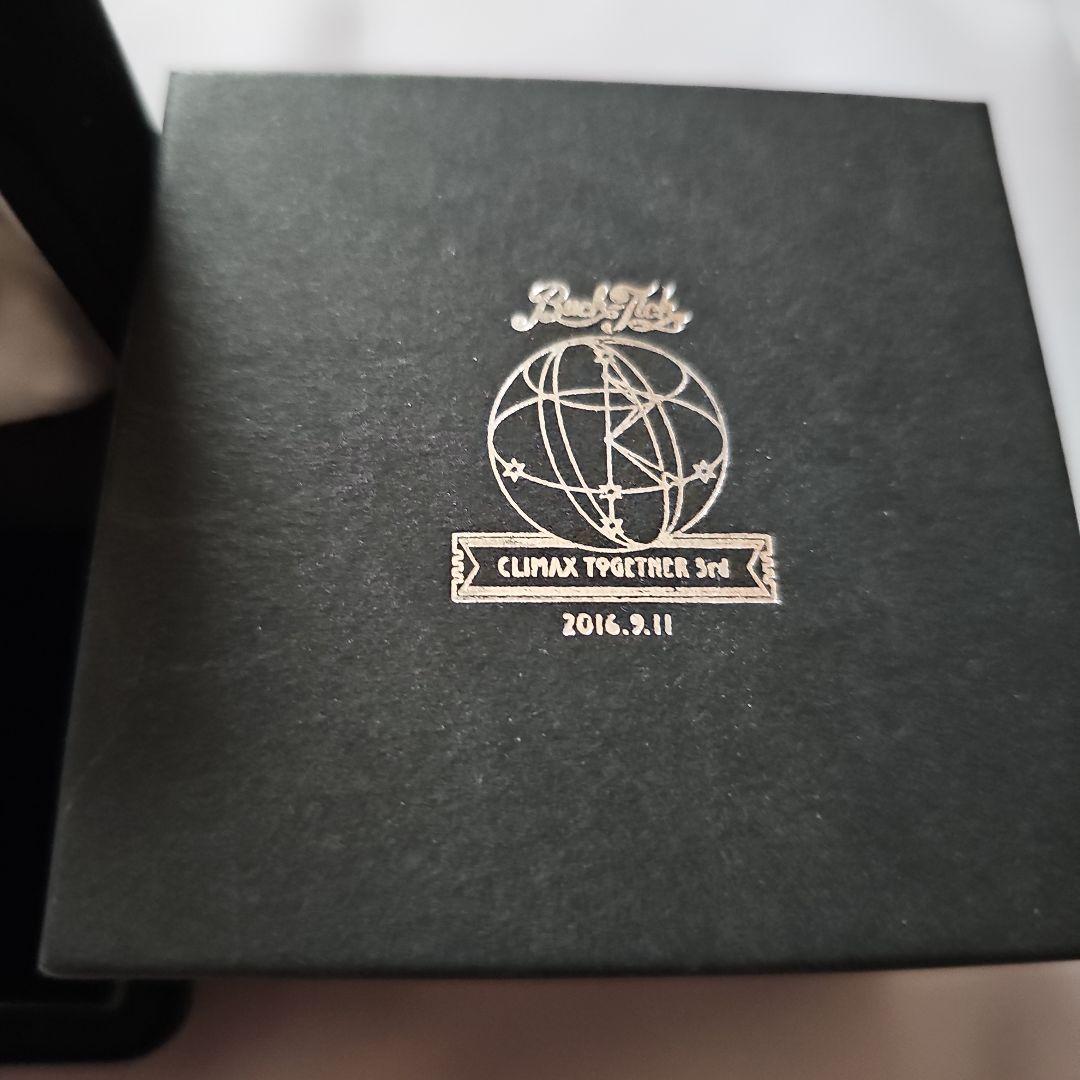 Buck-Tick
CLIMAX TOGETHER 3rd
2016.9.11